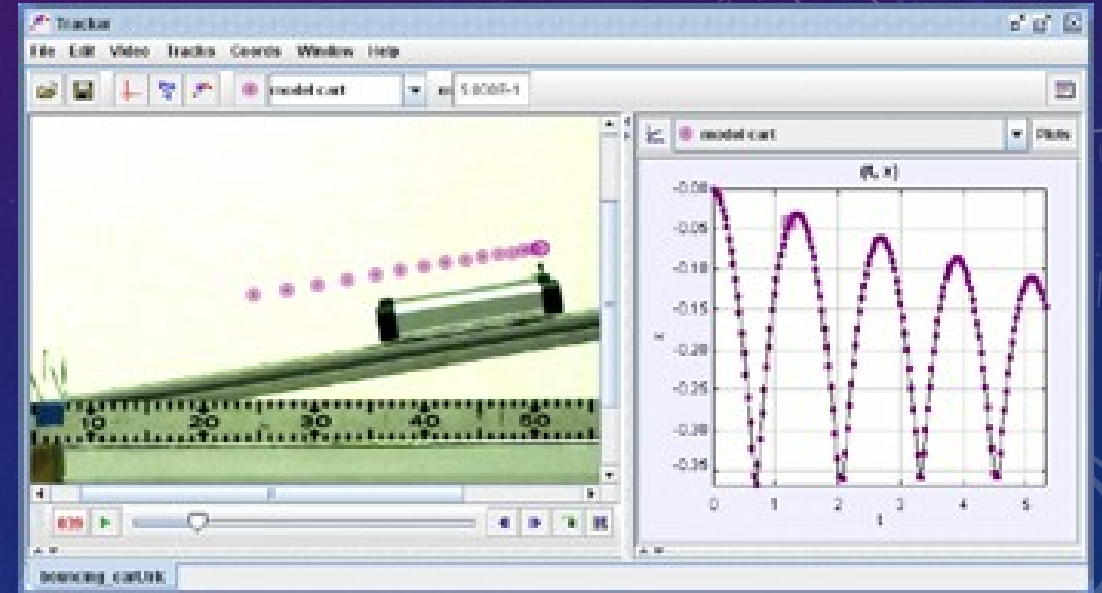 Tracker
File Edit Video Tracks Coords Window Help
model cart
model cart Plots
(t, x)
-0.00
-0.05
-0.10
-0.15
-0.20
-0.25
-0.30
-0.35
x
0 1 2 3 4 5
t
10 20 30 40 50
bouncing_cart.trk